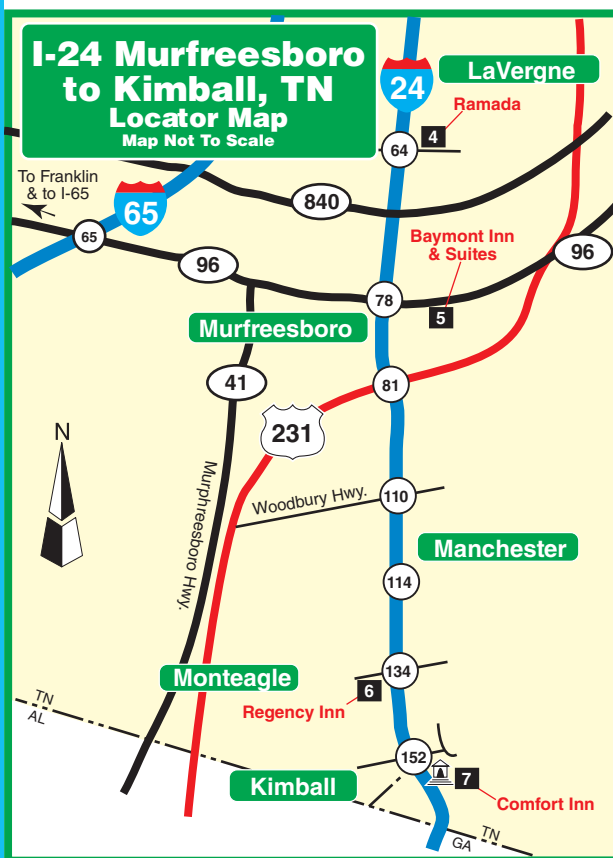 I-24 Murfreesboro
to Kimball, TN
Locator Map
Map Not To Scale
24
LaVergne
Ramada
4
64
To Franklin
& to I-65
65
840
65
96
Baymont Inn
& Suites
96
78
5
Murfreesboro
41
81
231
N
Murphreesboro Hwy.
Woodbury Hwy.
110
Manchester
114
Monteagle
134
6
Regency Inn
TN
AL
152
7
Kimball
Comfort Inn
TN
GA